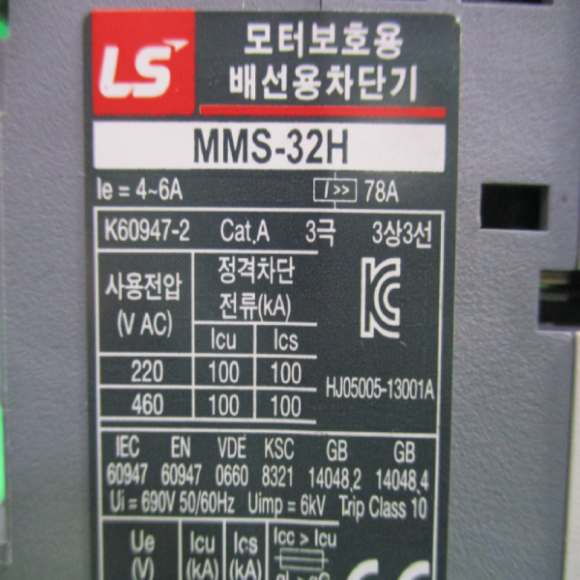 LS
모터보호용
배선용차단기
MMS-32H
Ie = 4~6A I >> 78A
K60947-2 Cat.A 3극 3상3선
사용전압 (V AC)
정격차단 전류(kA)
Icu Ics
220 100 100
460 100 100
HJ05005-13001A
IEC EN VDE KSC GB GB
60947 60947 0660 8321 14048.2 14048.4
Ui = 690V 50/60Hz Uimp = 6kV Trip Class 10
Ue (V) Icu (kA) Ics (kA) Icc > Icu
CE